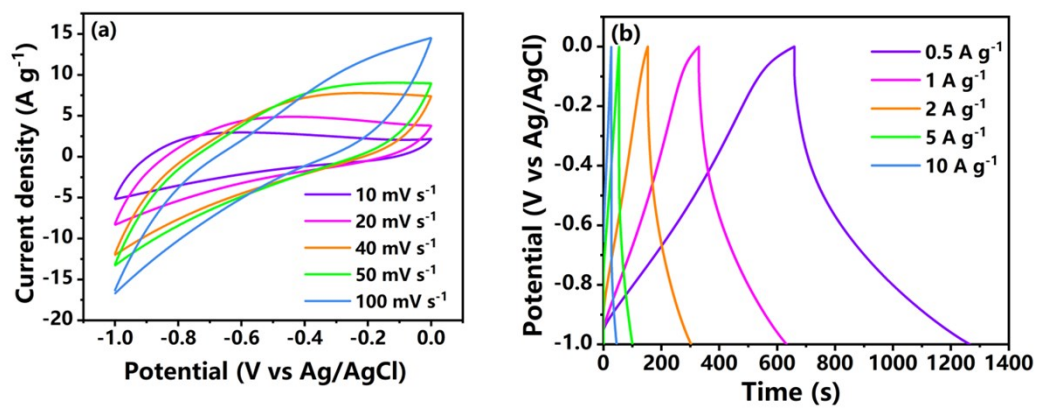 (a)
15
10
5
0
-5
-10
-15
-20
Current density (A g⁻¹)
10 mV s⁻¹
20 mV s⁻¹
40 mV s⁻¹
50 mV s⁻¹
100 mV s⁻¹
-1.0 -0.8 -0.6 -0.4 -0.2 0.0
Potential (V vs Ag/AgCl)
(b)
0.0
-0.2
-0.4
-0.6
-0.8
-1.0
Potential (V vs Ag/AgCl)
0.5 A g⁻¹
1 A g⁻¹
2 A g⁻¹
5 A g⁻¹
10 A g⁻¹
0 200 400 600 800 1000 1200 1400
Time (s)